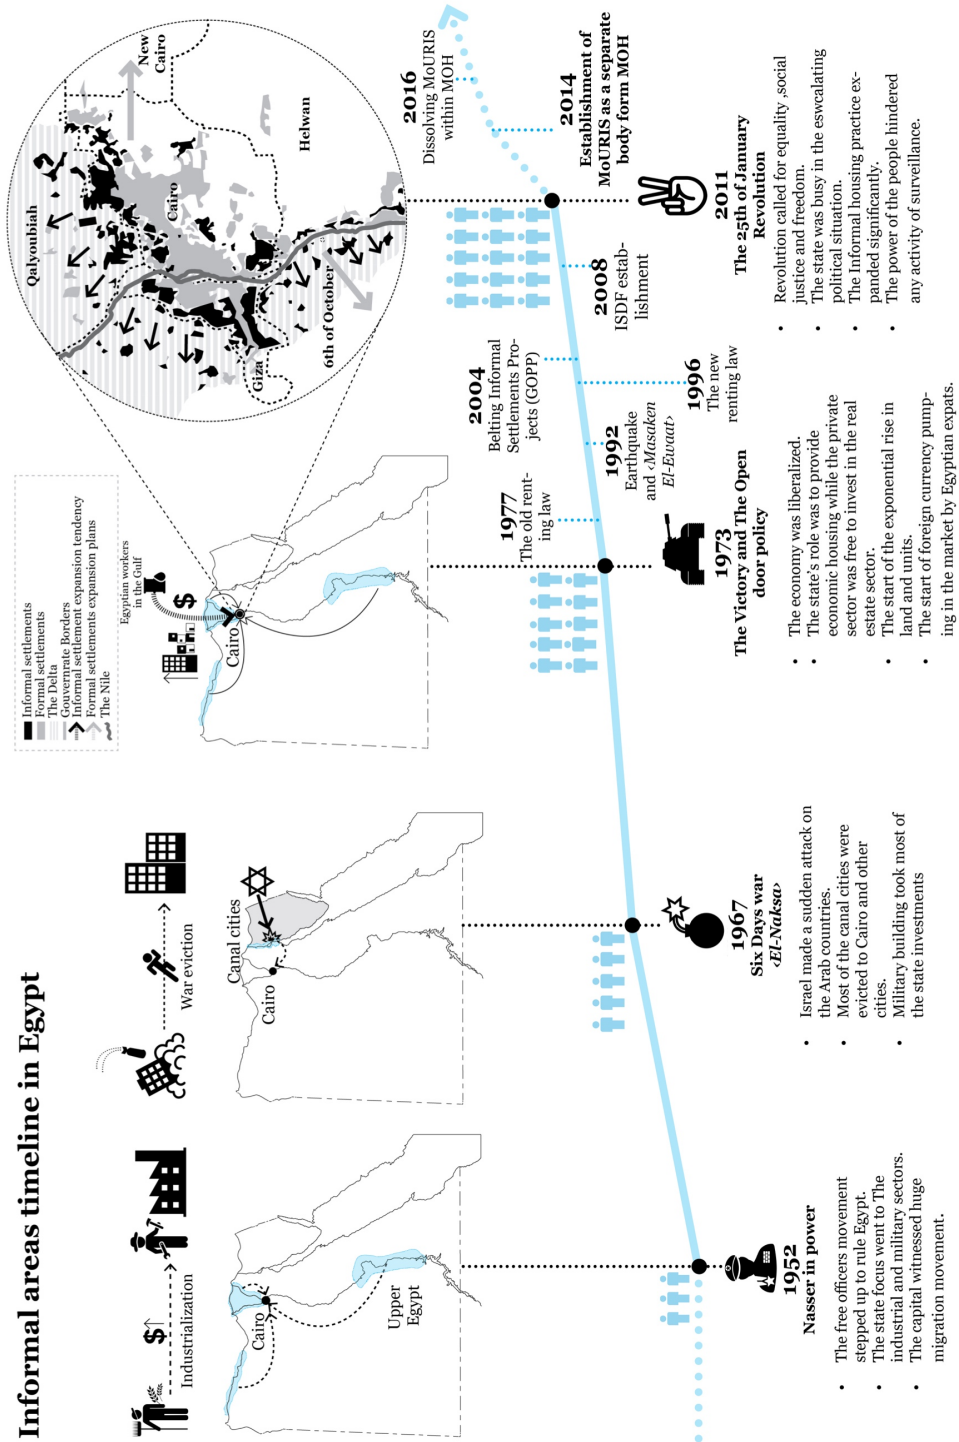 Informal areas timeline in Egypt
Industrialization
$↑
Cairo
Upper
Egypt
War eviction
Canal cities
Cairo
Informal settlements
Formal settlements
The Delta
Gouvernrate Borders
Informal settlement expansion tendency
Formal settlements expansion plans
The Nile
Egyptian workers
in the Gulf
$
Cairo
Qalyoubiah
New
Cairo
Cairo
Helwan
Giza
6th of October
1952
Nasser in power
• The free officers movement
stepped up to rule Egypt.
• The state focus went to The
industrial and military sectors.
• The capital witnessed huge
migration movement.
1967
Six Days war
‹El-Naksa›
• Israel made a sudden attack on
the Arab countries.
• Most of the canal cities were
evicted to Cairo and other
cities.
• Military building took most of
the state investments
1973
The Victory and The Open
door policy
• The economy was liberalized.
• The state's role was to provide
economic housing while the private
sector was free to invest in the real
estate sector.
• The start of the exponential rise in
land and units.
• The start of foreign currency pump-
ing in the market by Egyptian expats.
1977
The old rent-
ing law
1992
Earthquake
and ‹Masaken
El-Ewaat›
1996
The new
renting law
2004
Belting Informal
Settlements Pro-
jects (GOPP)
2008
ISDF estab-
lishment
2011
The 25th of January
Revolution
• Revolution called for equality ,social
justice and freedom.
• The state was busy in the eswcalating
political situation.
• The Informal housing practice ex-
panded significantly.
• The power of the people hindered
any activity of surveillance.
2014
Establishment of
MoURIS as a separate
body form MOH
2016
Dissolving MoURIS
within MOH